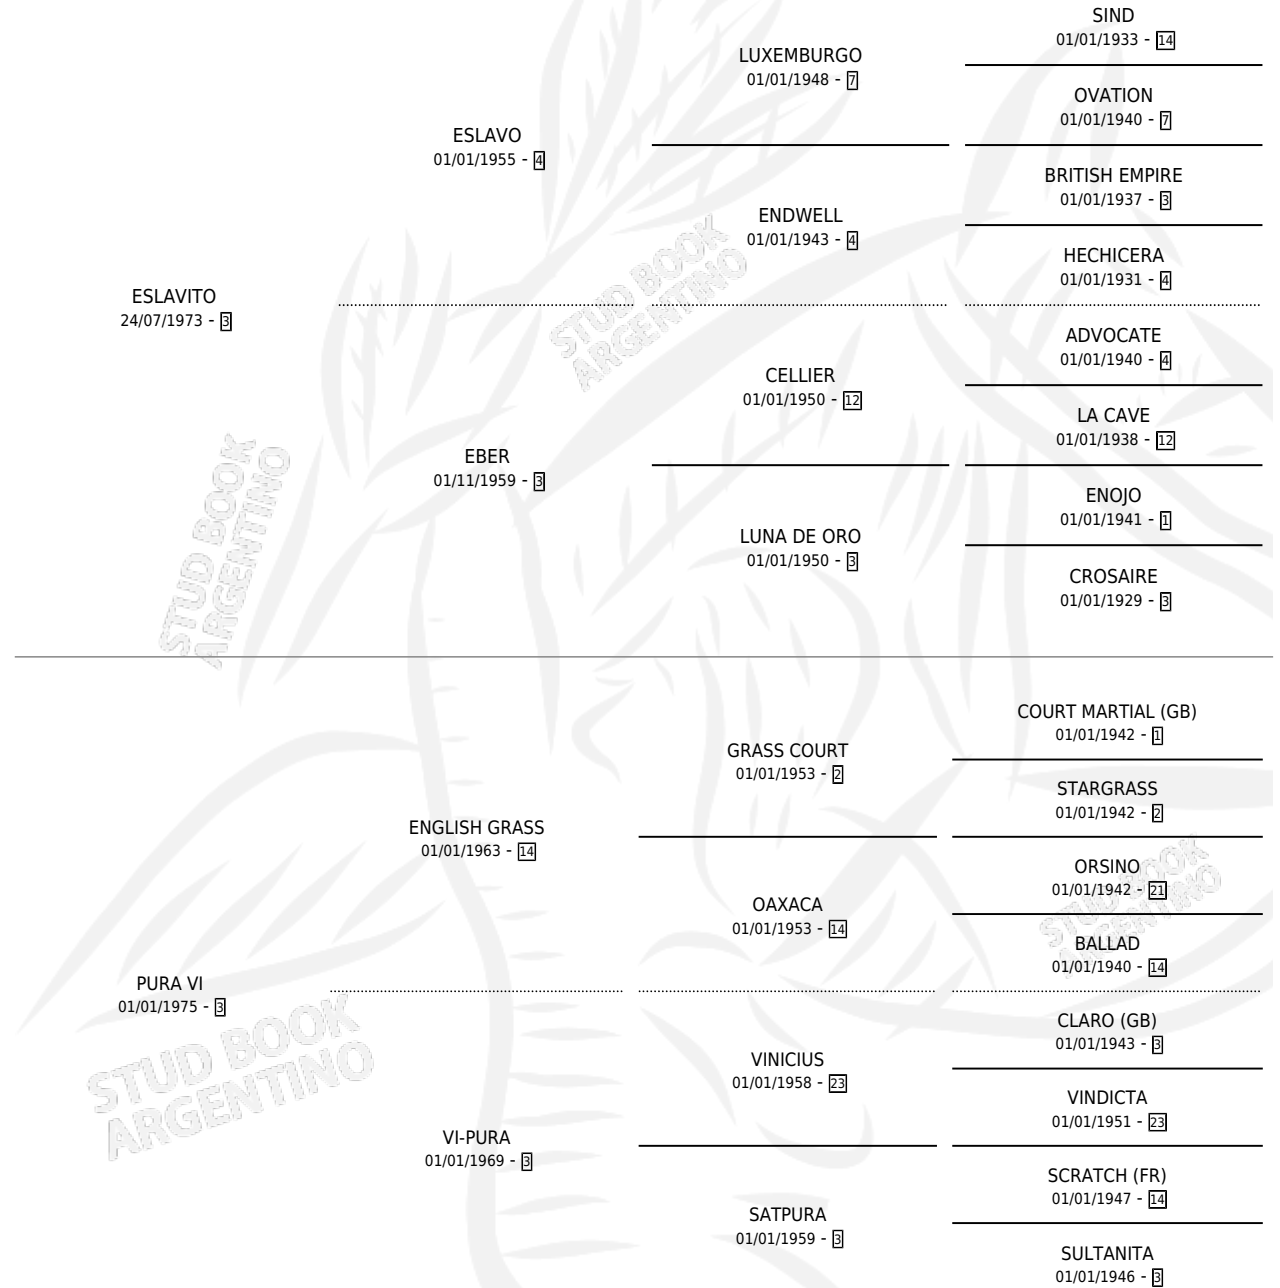 SIND
01/01/1933 - 14
LUXEMBURGO
01/01/1948 - 7
OVATION
01/01/1940 - 7
ESLAVO
01/01/1955 - 4
BRITISH EMPIRE
01/01/1937 - 3
ENDWELL
01/01/1943 - 4
HECHICERA
01/01/1931 - 4
ESLAVITO
24/07/1973 - 3
STUD BOOK
ARGENTINO
ADVOCATE
01/01/1940 - 4
CELLIER
01/01/1950 - 12
LA CAVE
01/01/1938 - 12
EBER
01/11/1959 - 3
ENOJO
01/01/1941 - 1
LUNA DE ORO
01/01/1950 - 3
CROSAIRE
01/01/1929 - 3
STUD BOOK
ARGENTINO
COURT MARTIAL (GB)
01/01/1942 - 1
GRASS COURT
01/01/1953 - 2
STARGRASS
01/01/1942 - 2
ENGLISH GRASS
01/01/1963 - 14
ORSINO
01/01/1942 - 21
OAXACA
01/01/1953 - 14
BALLAD
01/01/1940 - 14
STUD BOOK
ARGENTINO
PURA VI
01/01/1975 - 3
CLARO (GB)
01/01/1943 - 3
VINICIUS
01/01/1958 - 23
VINDICTA
01/01/1951 - 23
STUD BOOK
ARGENTINO
VI-PURA
01/01/1969 - 3
SCRATCH (FR)
01/01/1947 - 14
SATPURA
01/01/1959 - 3
SULTANITA
01/01/1946 - 3